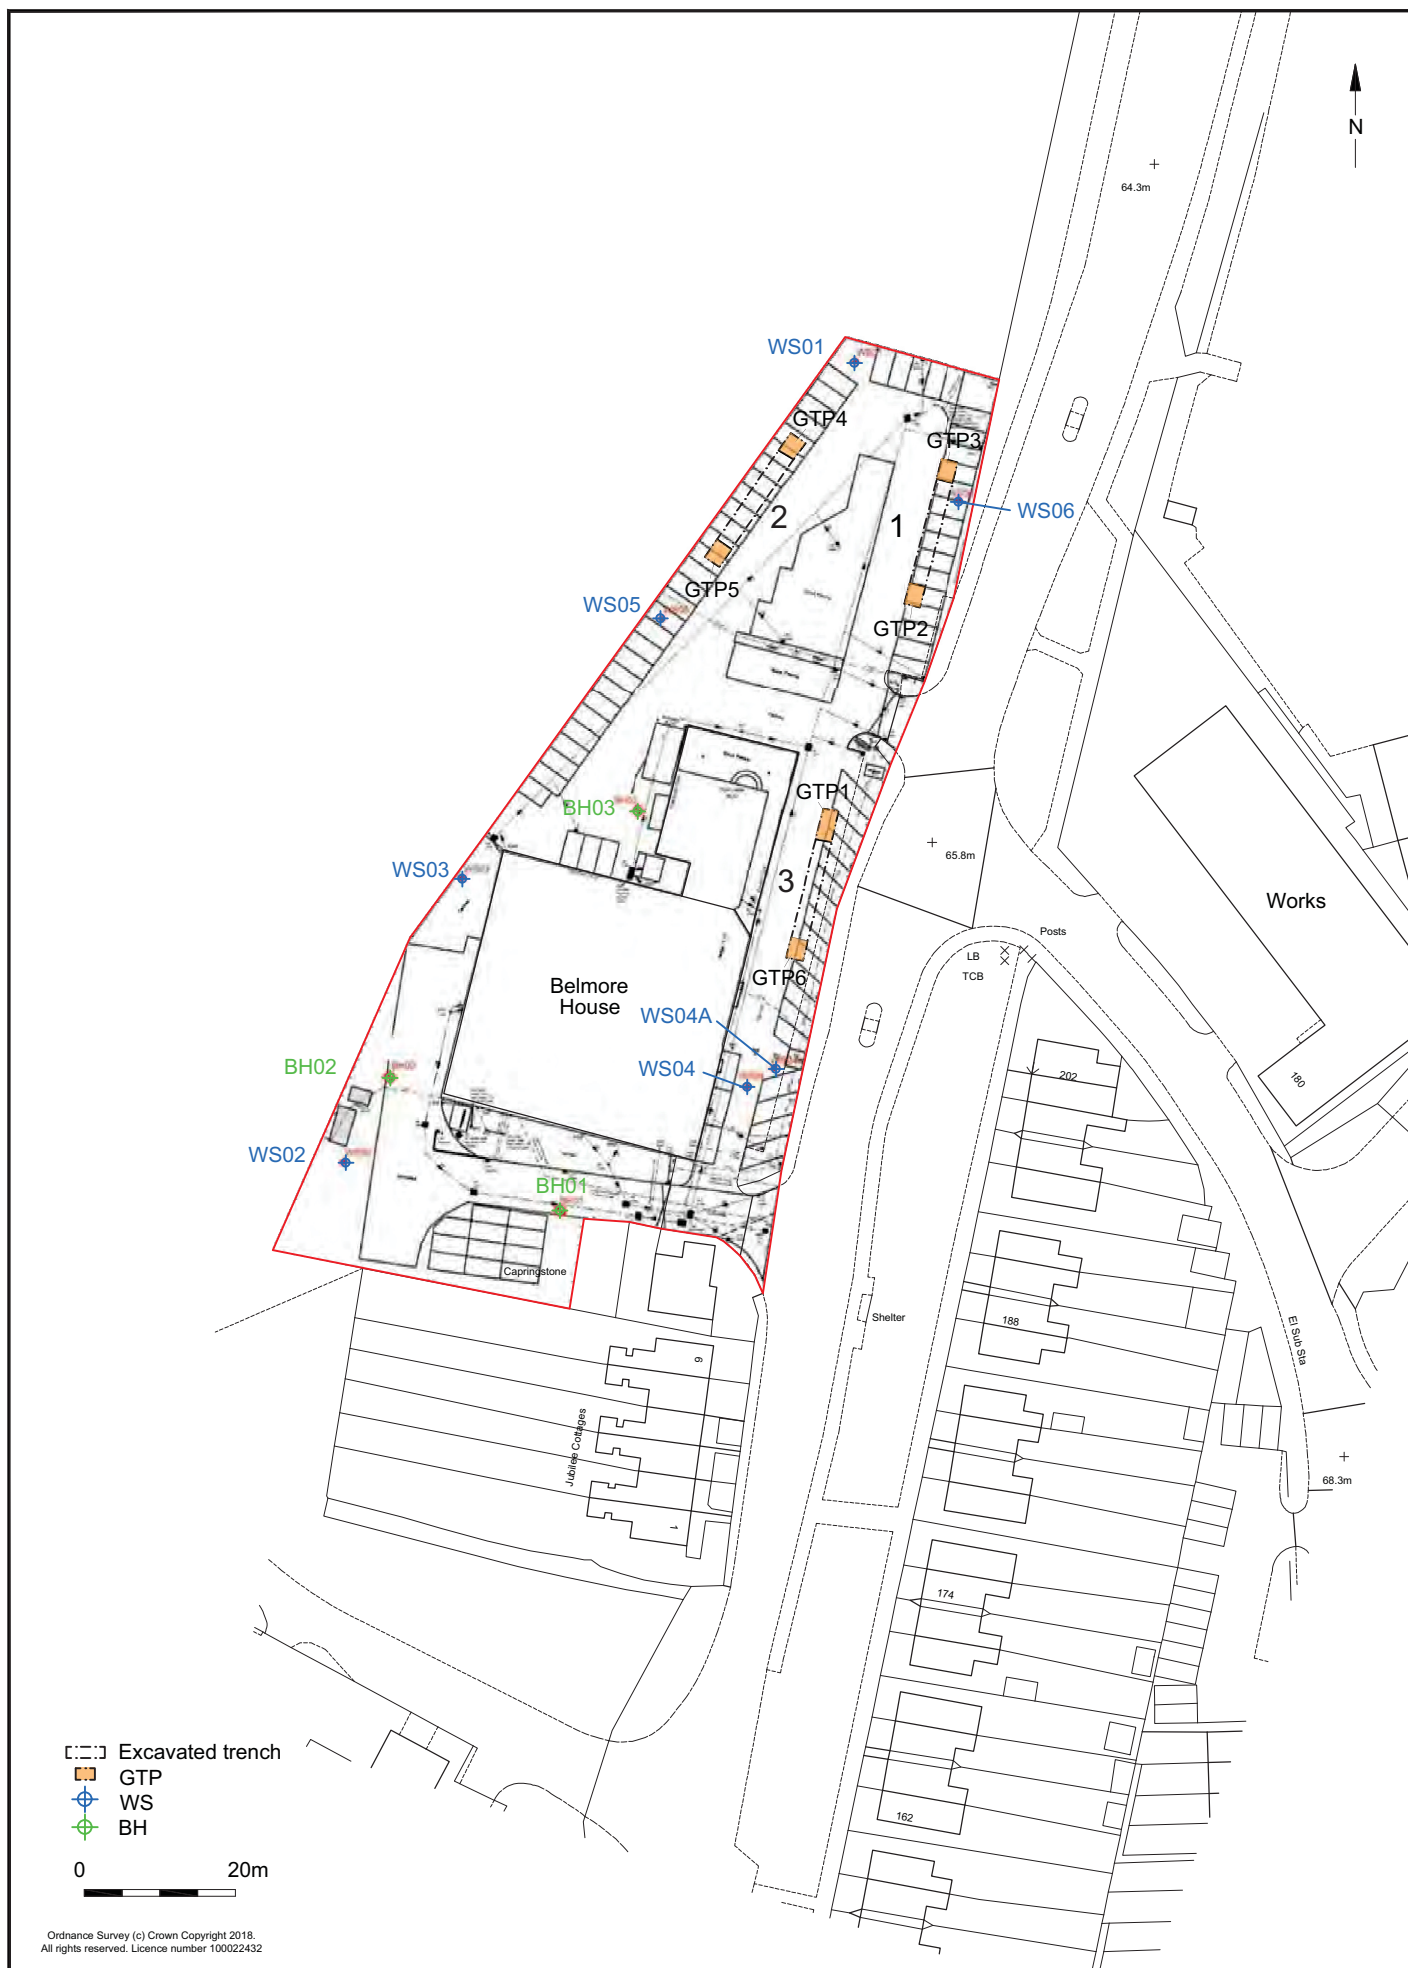 N
64.3m
WS01
GTP4
GTP3
WS06
2
1
GTP5
WS05
GTP2
GTP1
BH03
65.8m
WS03
3
Works
Posts
LB
TCB
GTP6
Belmore
House
WS04A
WS04
BH02
202
180
WS02
BH01
Capringstone
188
Shelter
El Sub Sta
9
Jubilee Cottages
1
68.3m
174
162
Excavated trench
GTP
WS
BH
0 20m
Ordnance Survey (c) Crown Copyright 2018.
All rights reserved. Licence number 100022432